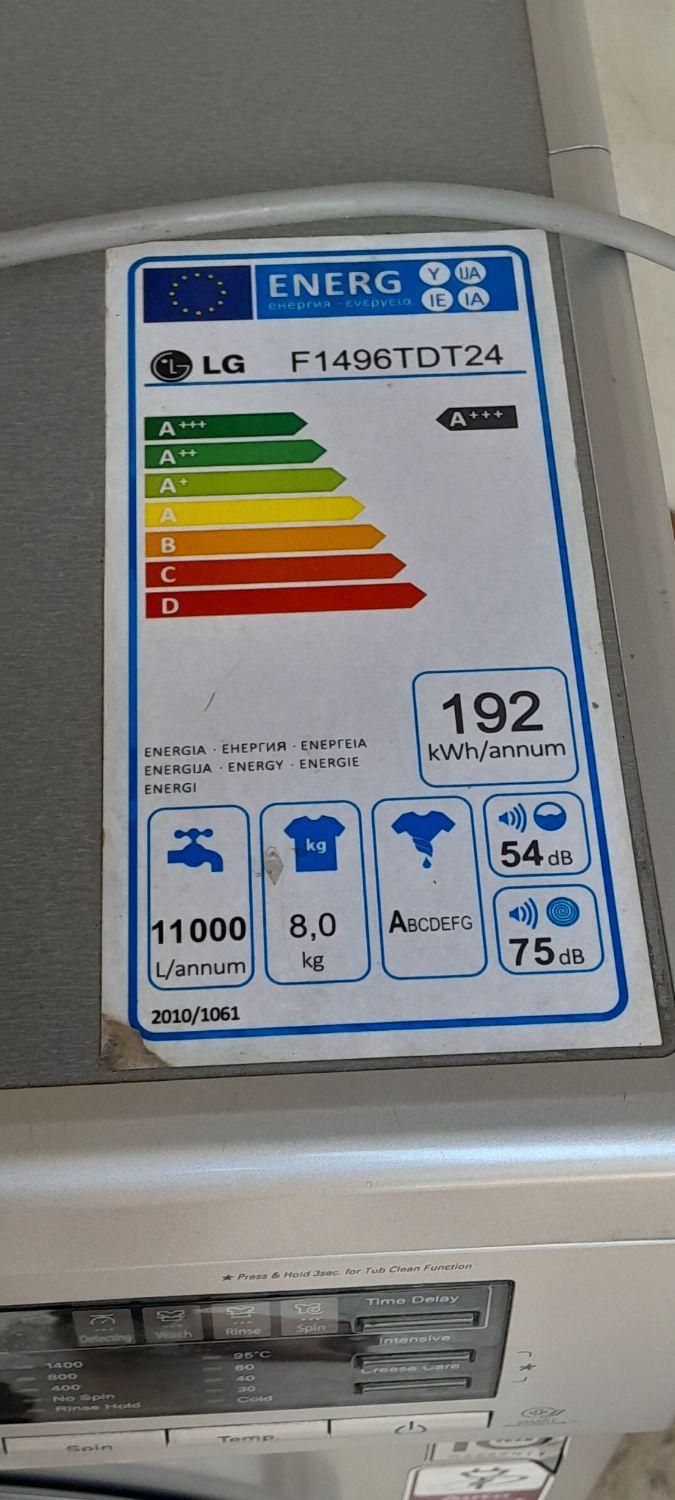 ENERG Y IJA
енергия · ενεργεια IE IA
LG F1496TDT24
A+++ A+++
A++
A+
A
B
C
D
192
kWh/annum
ENERGIA · ЕНЕРГИЯ · ΕΝΕΡΓΕΙΑ
ENERGIJA · ENERGY · ENERGIE
ENERGI
kg
11000
L/annum
8,0
kg
ABCDEFG
54dB
75dB
2010/1061
* Press & Hold 3sec. for Tub Clean Function
Time Delay
Detecting Wash Rinse Spin
Intensive
1400 95°C
800 60
Crease Care
400 40
No Spin 30
Rinse Hold Cold
*
Spin Temp.